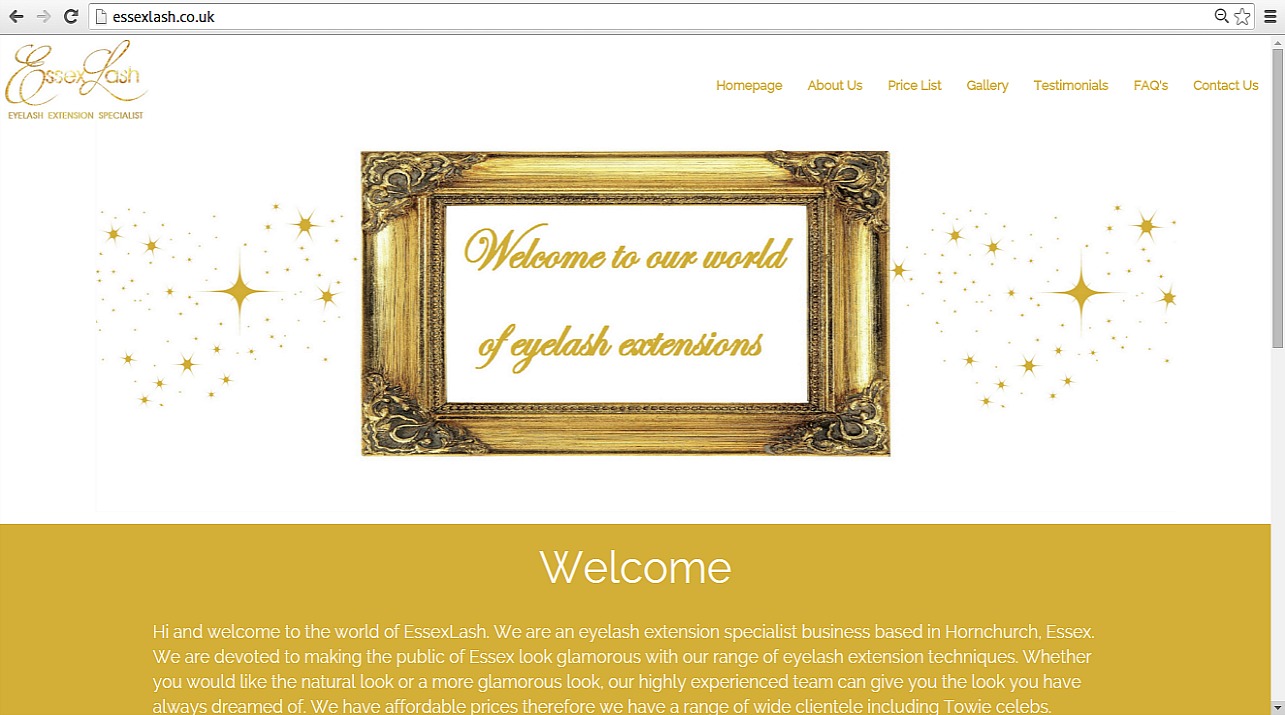 essexlash.co.uk
EssexLash
EYELASH EXTENSION SPECIALIST
Homepage About Us Price List Gallery Testimonials FAQ's Contact Us
Welcome to our world
of eyelash extensions
Welcome
Hi and welcome to the world of EssexLash. We are an eyelash extension specialist business based in Hornchurch, Essex.
We are devoted to making the public of Essex look glamorous with our range of eyelash extension techniques. Whether
you would like the natural look or a more glamorous look, our highly experienced team can give you the look you have
always dreamed of. We have affordable prices therefore we have a range of wide clientele including Towie celebs.